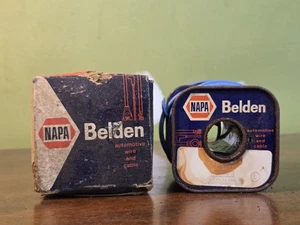 NAPA
Belden
automotive
wire
and
cable
NAPA
Belden
automotive
wire
and
cable